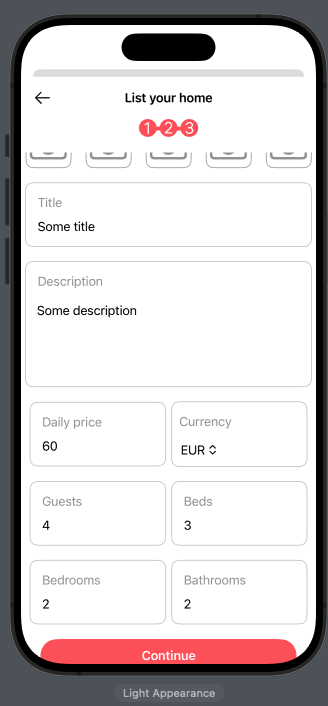 List your home
1 2 3
Title
Some title
Description
Some description
Daily price
Currency
60
EUR
Guests
Beds
4
3
Bedrooms
Bathrooms
2
2
Continue
Light Appearance